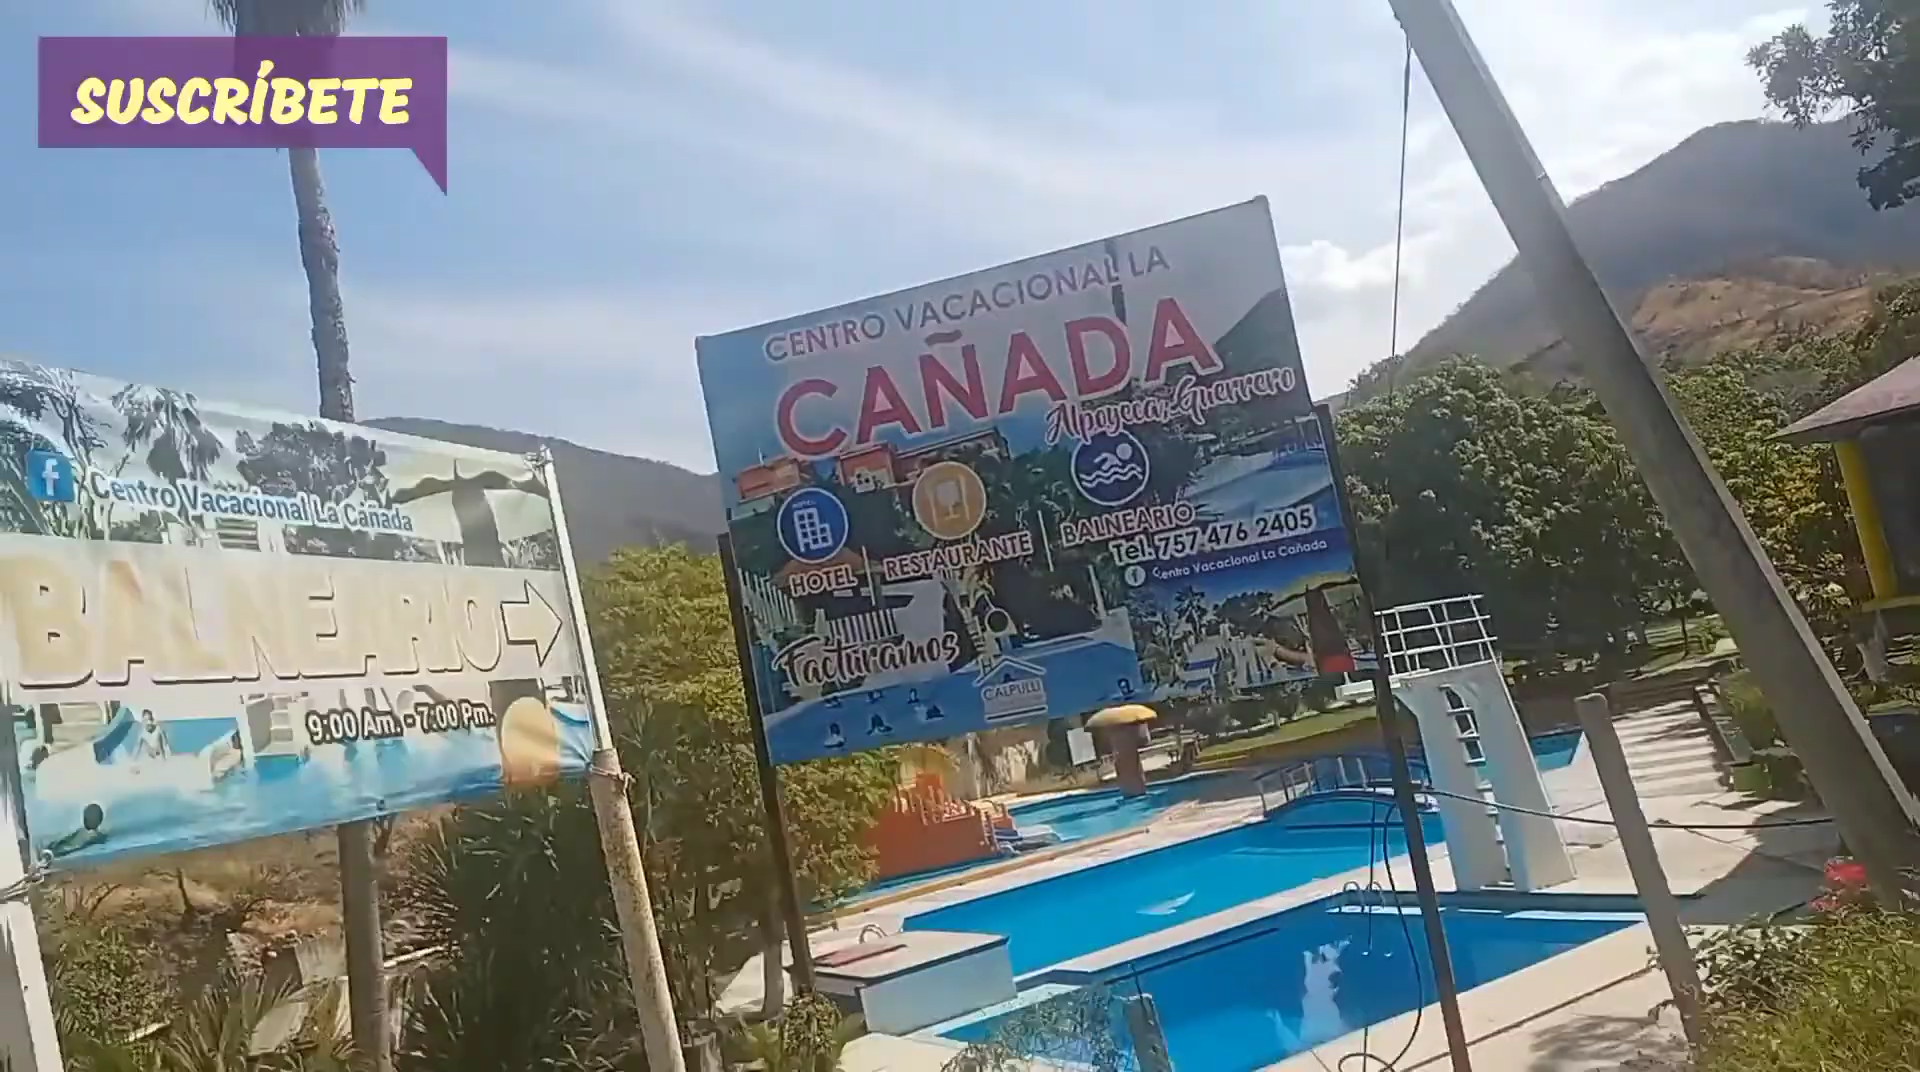 SUSCRÍBETE
Centro Vacacional La Cañada
BALNEARIO
9:00 Am. - 7:00 Pm.
CENTRO VACACIONAL LA
CAÑADA
Alpoyeca, Guerrero
HOTEL
RESTAURANTE
BALNEARIO
Tel. 757 476 2405
Centro Vacacional La Cañada
Facturamos
CALPULLI